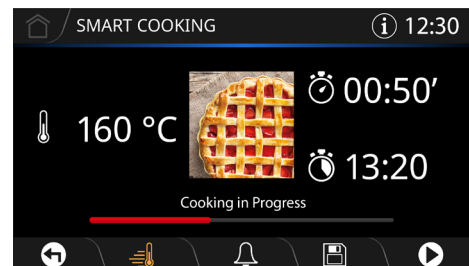 SMART COOKING
i 12:30
160 °C
00:50’
13:20
Cooking in Progress